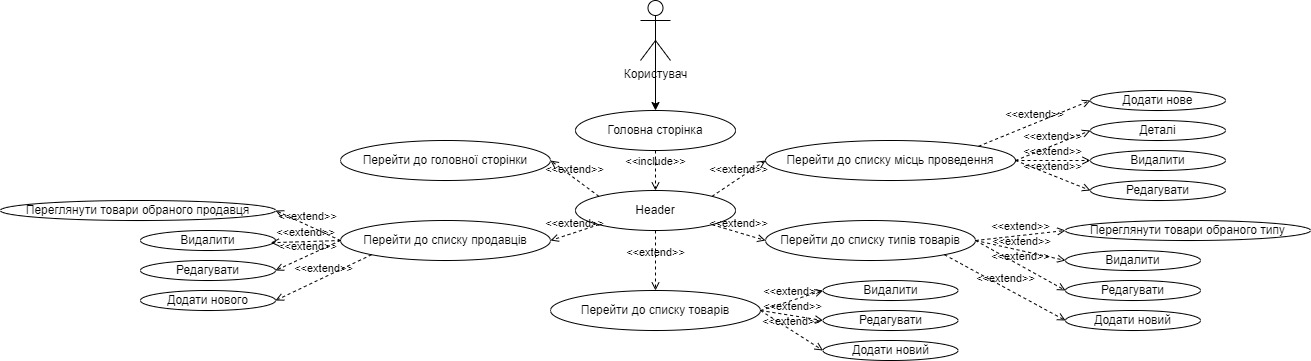 Користувач
Головна сторінка
<<include>>
Header
<<extend>>
Перейти до головної сторінки
<<extend>>
Перейти до списку місць проведення
<<extend>>
Додати нове
<<extend>>
Деталі
<<extend>>
Видалити
<<extend>>
Редагувати
<<extend>>
Перейти до списку продавців
<<extend>>
Переглянути товари обраного продавця
<<extend>>
Видалити
<<extend>>
Редагувати
<<extend>>
Додати нового
<<extend>>
Перейти до списку типів товарів
<<extend>>
Переглянути товари обраного типу
<<extend>>
Видалити
<<extend>>
Редагувати
<<extend>>
Додати новий
<<extend>>
Перейти до списку товарів
<<extend>>
Видалити
<<extend>>
Редагувати
<<extend>>
Додати новий